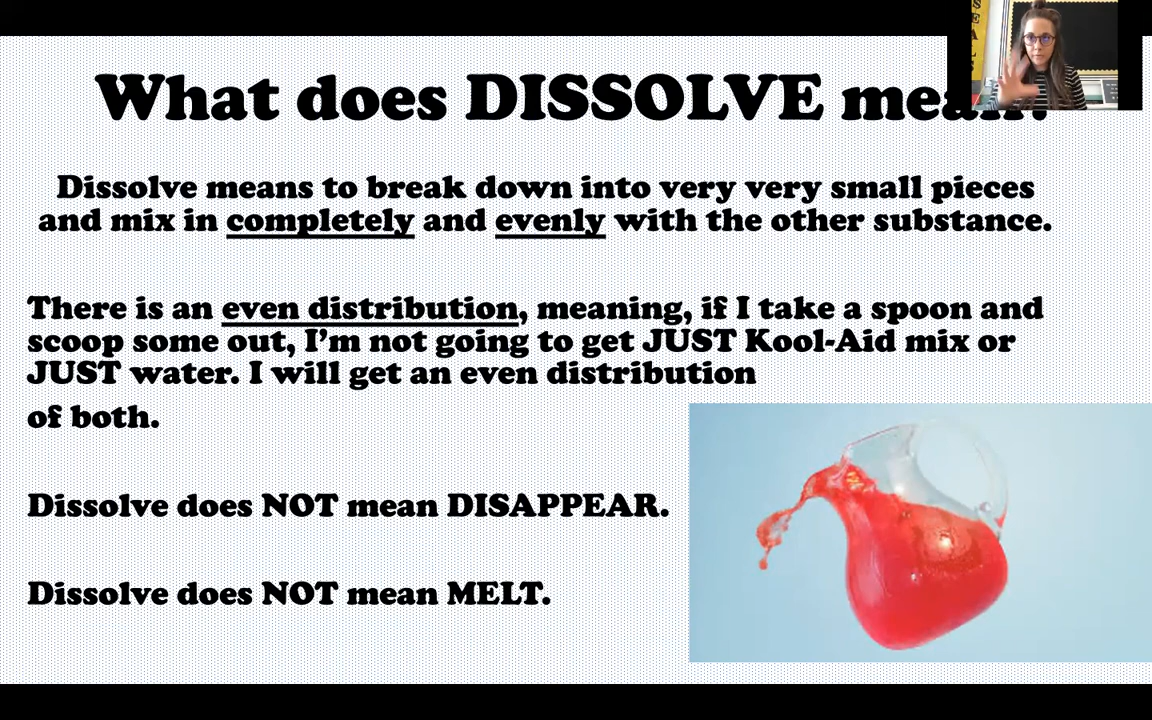 What does DISSOLVE mean?
Dissolve means to break down into very very small pieces
and mix in completely and evenly with the other substance.
There is an even distribution, meaning, if I take a spoon and
scoop some out, I'm not going to get JUST Kool-Aid mix or
JUST water. I will get an even distribution
of both.
Dissolve does NOT mean DISAPPEAR.
Dissolve does NOT mean MELT.